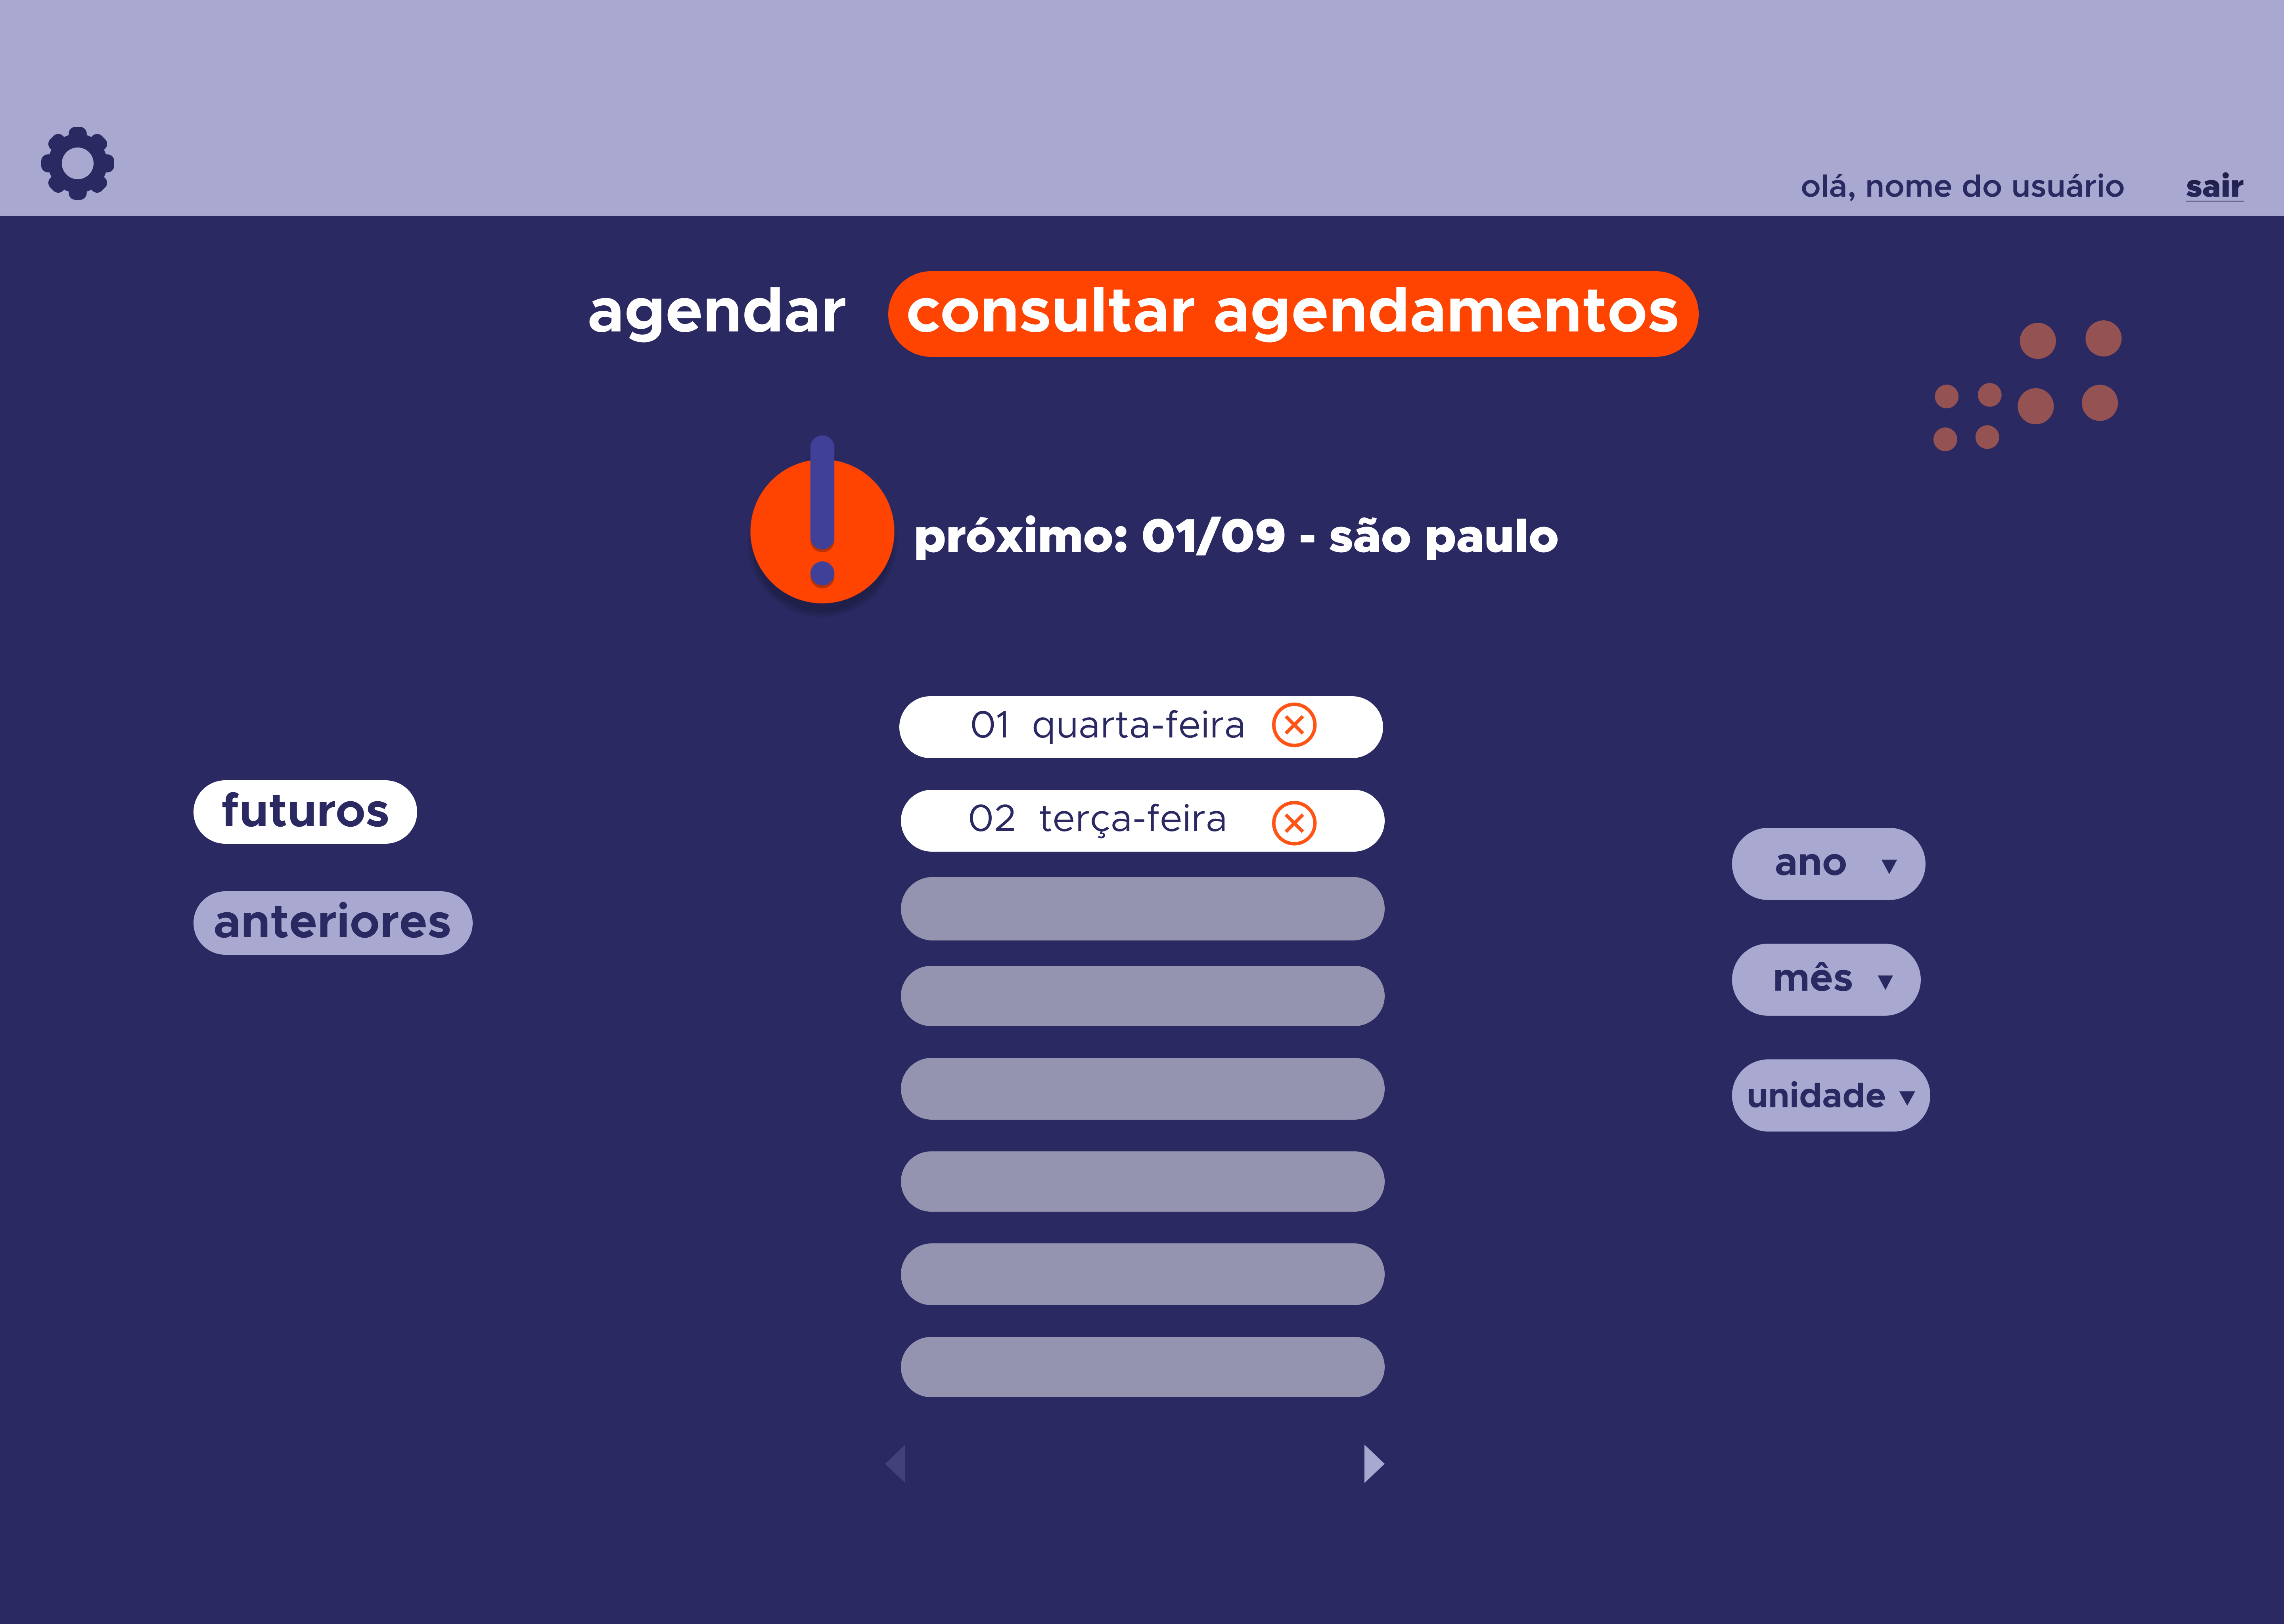 olá, nome do usuário sair
agendar consultar agendamentos
próximo: 01/09 - são paulo
01 quarta-feira
02 terça-feira
futuros
anteriores
ano
mês
unidade